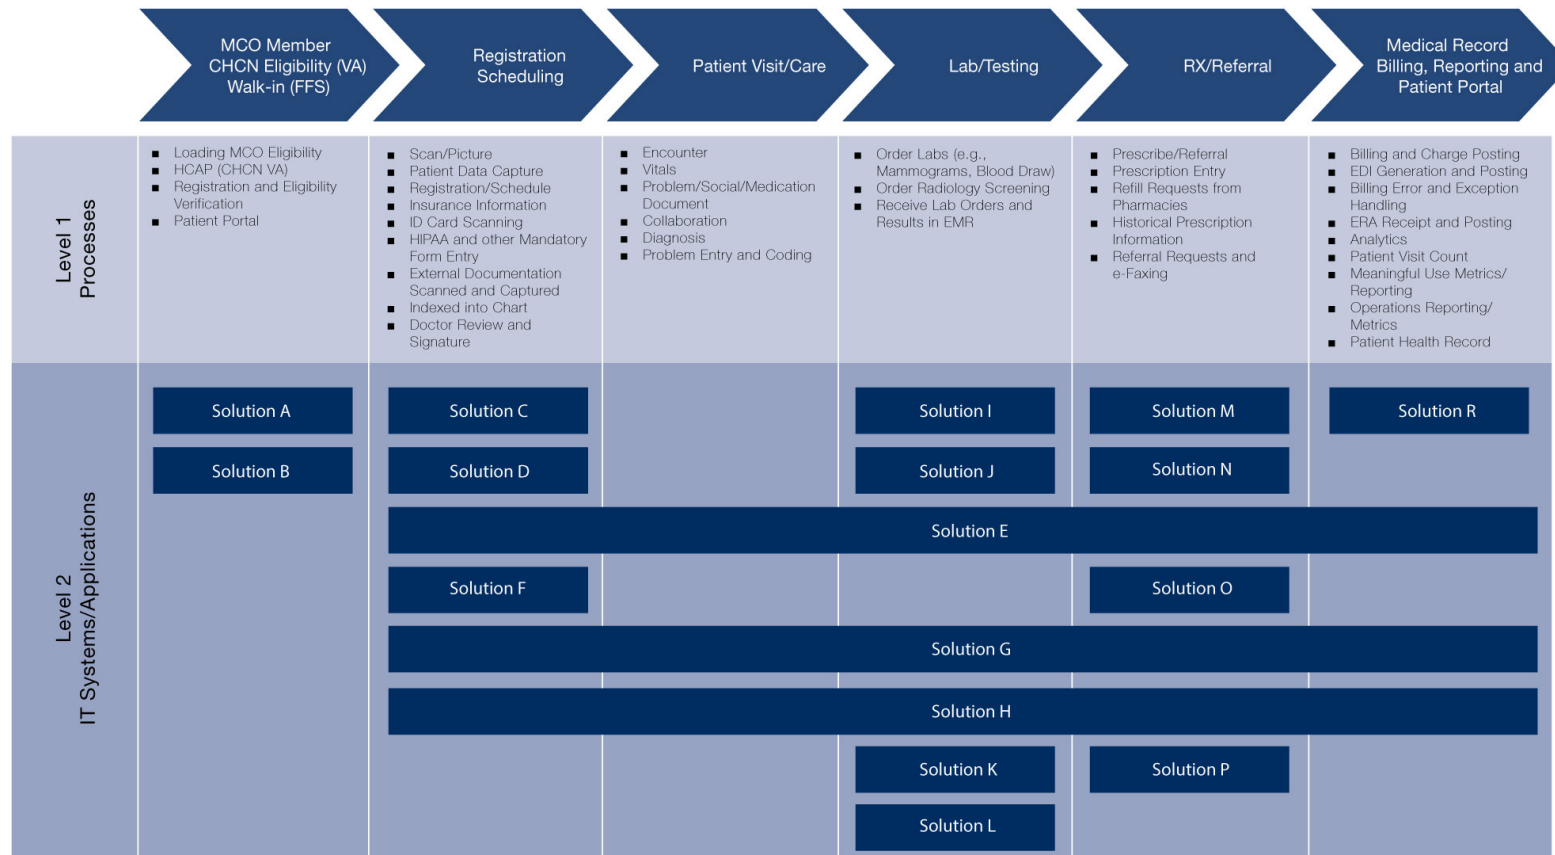 MCO Member
CHCN Eligibility (VA)
Walk-in (FFS)
Registration
Scheduling
Patient Visit/Care
Lab/Testing
RX/Referral
Medical Record
Billing, Reporting and
Patient Portal
Level 1
Processes
Loading MCO Eligibility
HCAP (CHCN VA)
Registration and Eligibility
Verification
Patient Portal
Scan/Picture
Patient Data Capture
Registration/Schedule
Insurance Information
ID Card Scanning
HIPAA and other Mandatory
Form Entry
External Documentation
Scanned and Captured
Indexed into Chart
Doctor Review and
Signature
Encounter
Vitals
Problem/Social/Medication
Document
Collaboration
Diagnosis
Problem Entry and Coding
Order Labs (e.g.,
Mammograms, Blood Draw)
Order Radiology Screening
Receive Lab Orders and
Results in EMR
Prescribe/Referral
Prescription Entry
Refill Requests from
Pharmacies
Historical Prescription
Information
Referral Requests and
e-Faxing
Billing and Charge Posting
EDI Generation and Posting
Billing Error and Exception
Handling
ERA Receipt and Posting
Analytics
Patient Visit Count
Meaningful Use Metrics/
Reporting
Operations Reporting/
Metrics
Patient Health Record
Level 2
IT Systems/Applications
Solution A
Solution C
Solution I
Solution M
Solution R
Solution B
Solution D
Solution J
Solution N
Solution E
Solution F
Solution O
Solution G
Solution H
Solution K
Solution P
Solution L